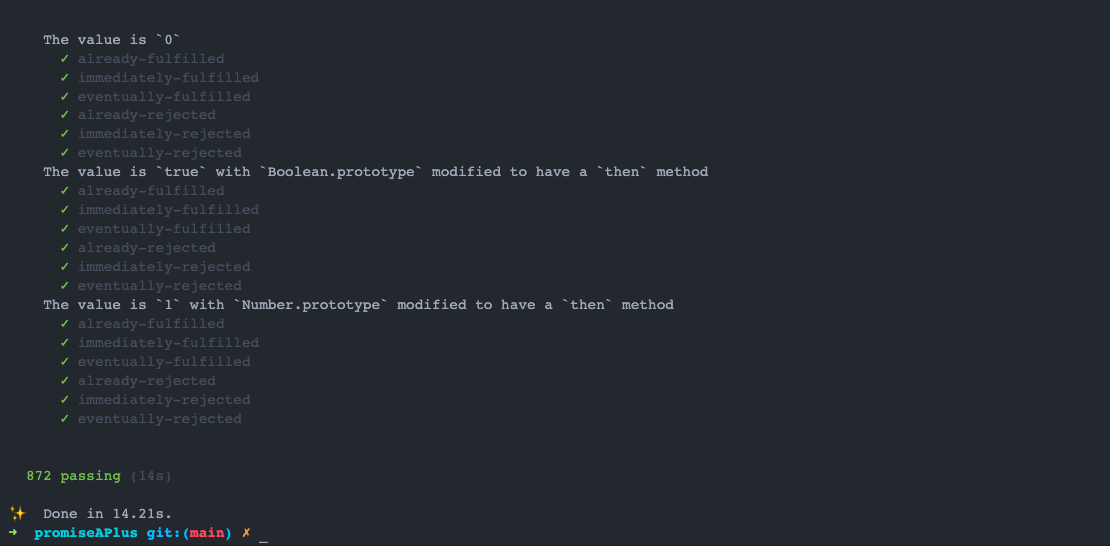 The value is `0`
✓ already-fulfilled
✓ immediately-fulfilled
✓ eventually-fulfilled
✓ already-rejected
✓ immediately-rejected
✓ eventually-rejected
The value is `true` with `Boolean.prototype` modified to have a `then` method
✓ already-fulfilled
✓ immediately-fulfilled
✓ eventually-fulfilled
✓ already-rejected
✓ immediately-rejected
✓ eventually-rejected
The value is `1` with `Number.prototype` modified to have a `then` method
✓ already-fulfilled
✓ immediately-fulfilled
✓ eventually-fulfilled
✓ already-rejected
✓ immediately-rejected
✓ eventually-rejected
872 passing (14s)
✨ Done in 14.21s.
➜ promiseAPlus git:(main) ✗ _